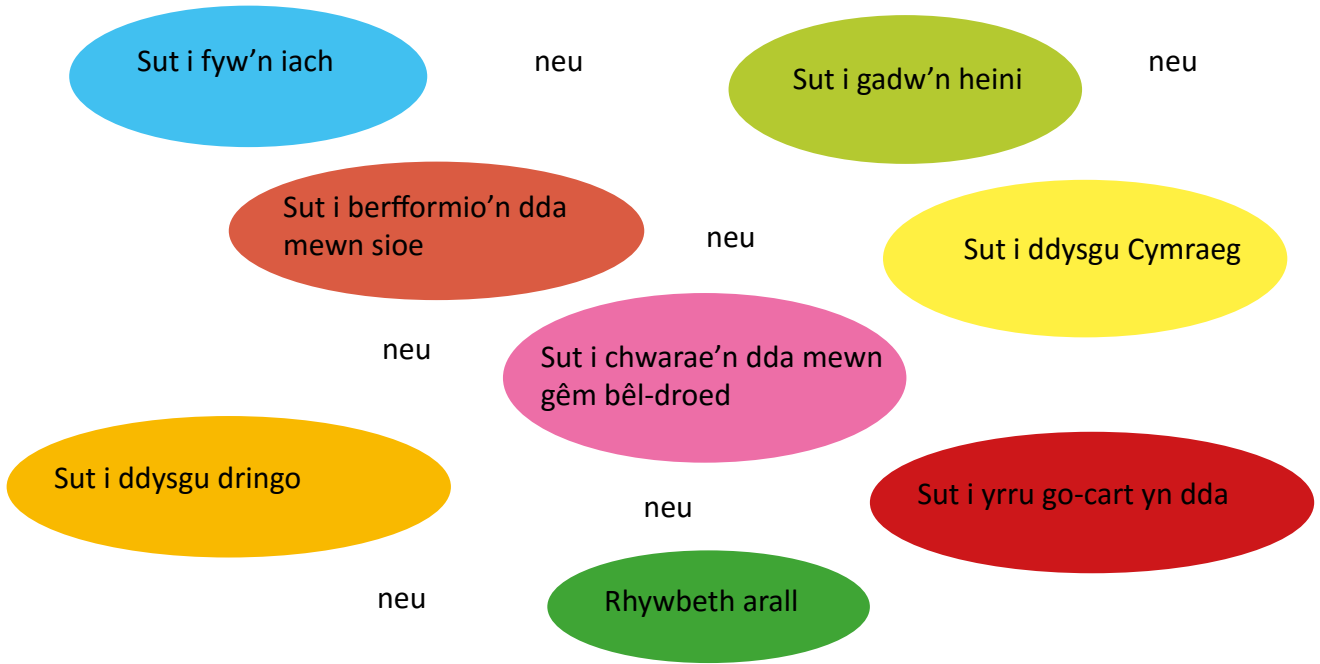 Sut i fyw’n iach
neu
Sut i gadw’n heini
neu
Sut i berfformio’n dda
mewn sioe
neu
Sut i ddysgu Cymraeg
neu
Sut i chwarae’n dda mewn
gêm bêl-droed
Sut i ddysgu dringo
neu
Sut i yrru go-cart yn dda
neu
Rhywbeth arall